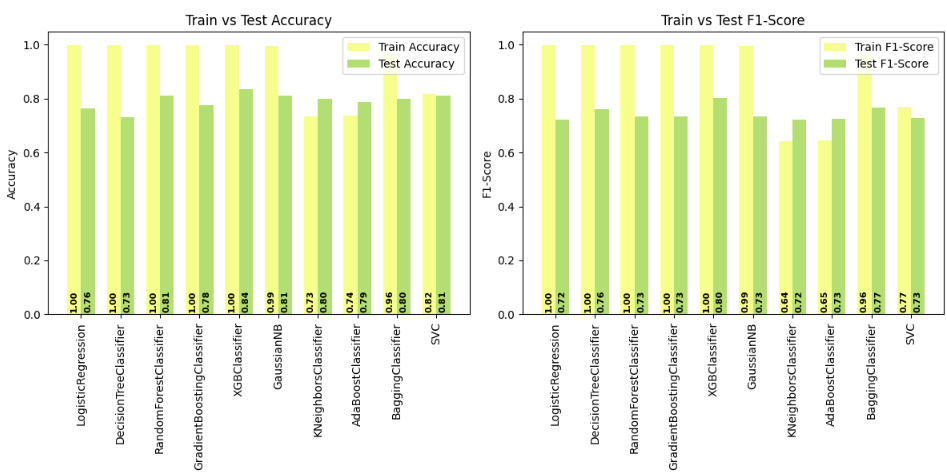 Train vs Test Accuracy
Train Accuracy
Test Accuracy
Accuracy
1.0
0.8
0.6
0.4
0.2
0.0
1.00
0.76
1.00
0.73
1.00
0.81
1.00
0.78
1.00
0.84
0.99
0.81
0.73
0.80
0.74
0.79
0.96
0.80
0.82
0.81
LogisticRegression
DecisionTreeClassifier
RandomForestClassifier
GradientBoostingClassifier
XGBClassifier
GaussianNB
KNeighborsClassifier
AdaBoostClassifier
BaggingClassifier
SVC
Train vs Test F1-Score
Train F1-Score
Test F1-Score
F1-Score
1.0
0.8
0.6
0.4
0.2
0.0
1.00
0.72
1.00
0.76
1.00
0.73
1.00
0.73
1.00
0.80
0.99
0.73
0.64
0.72
0.65
0.73
0.96
0.77
0.77
0.73
LogisticRegression
DecisionTreeClassifier
RandomForestClassifier
GradientBoostingClassifier
XGBClassifier
GaussianNB
KNeighborsClassifier
AdaBoostClassifier
BaggingClassifier
SVC